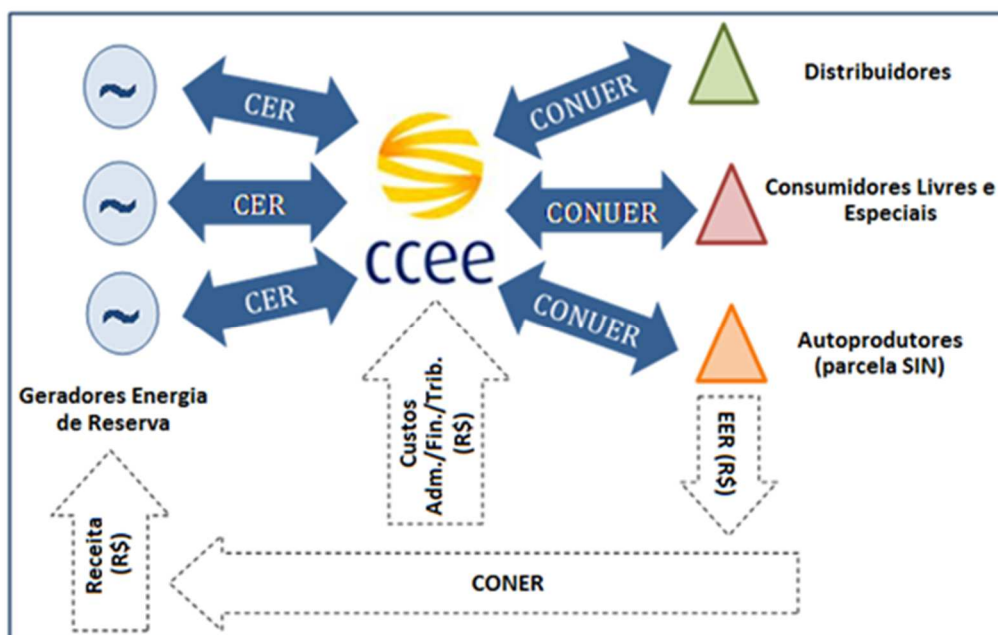 CER
CER
CER
ccee
CONUER
CONUER
CONUER
Distribuidores
Consumidores Livres e
Especiais
Autoprodutores
(parcela SIN)
Geradores Energia
de Reserva
Receita
(R$)
Custos
Adm./Fin./Trib.
(R$)
EER (R$)
CONER